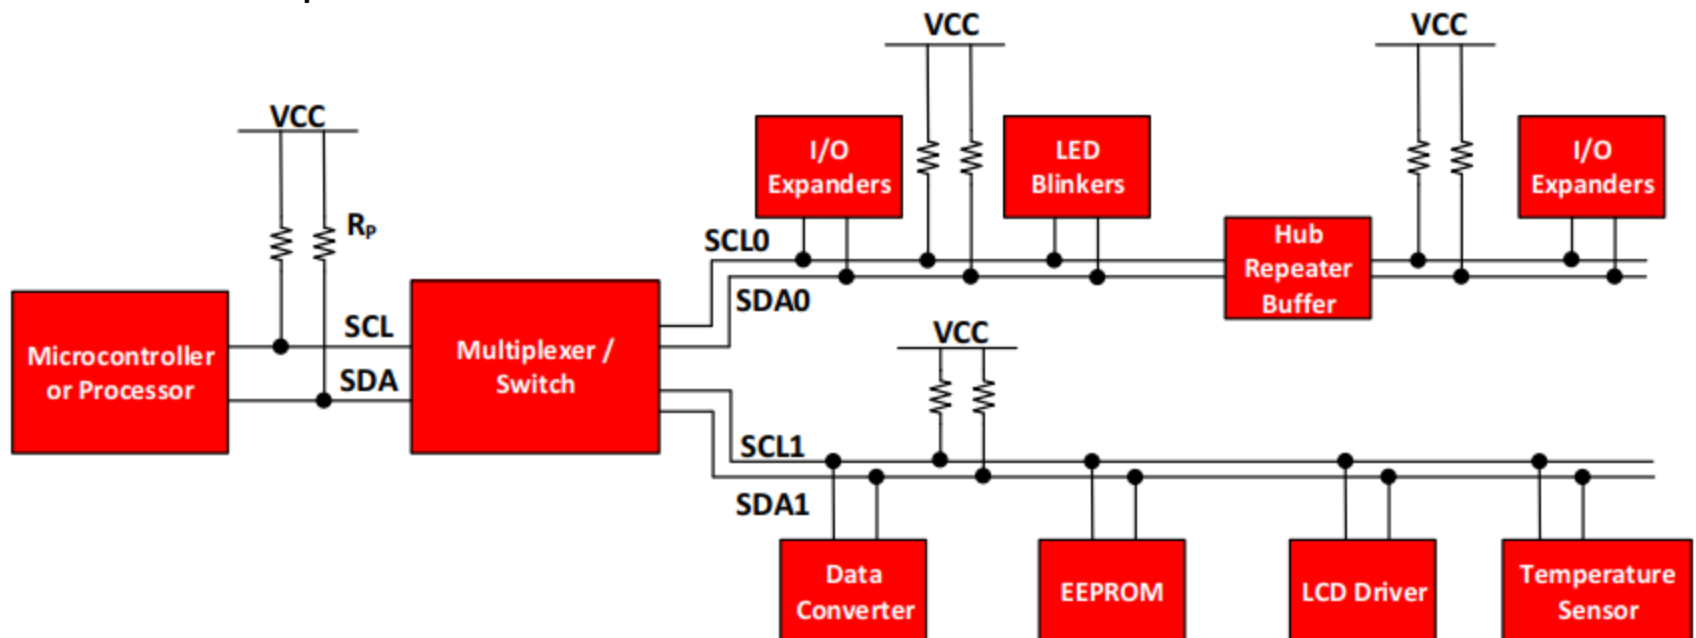 VCC
VCC
VCC
I/O
Expanders
LED
Blinkers
I/O
Expanders
RP
SCL0
Hub
Repeater
Buffer
SDA0
SCL
VCC
Microcontroller
or Processor
Multiplexer /
Switch
SDA
SCL1
SDA1
Data
Converter
EEPROM
LCD Driver
Temperature
Sensor